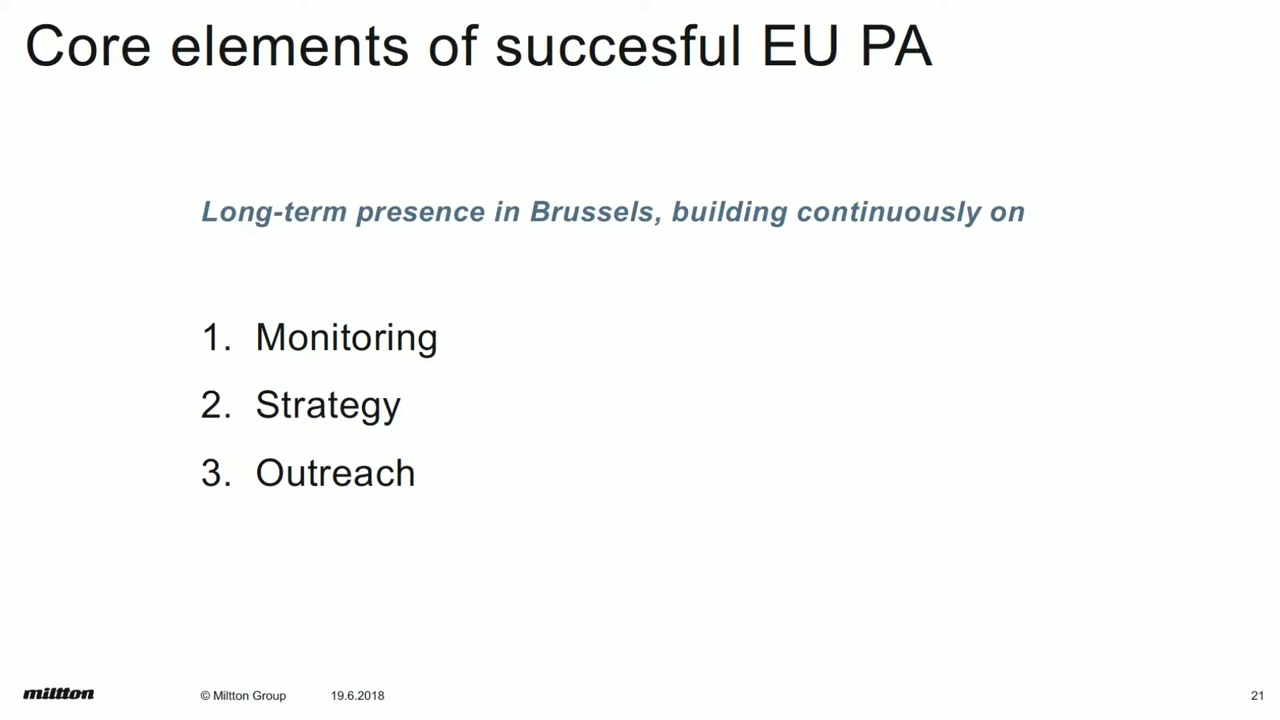 Core elements of succesful EU PA
Long-term presence in Brussels, building continuously on
1. Monitoring
2. Strategy
3. Outreach
miltton © Miltton Group 19.6.2018 21